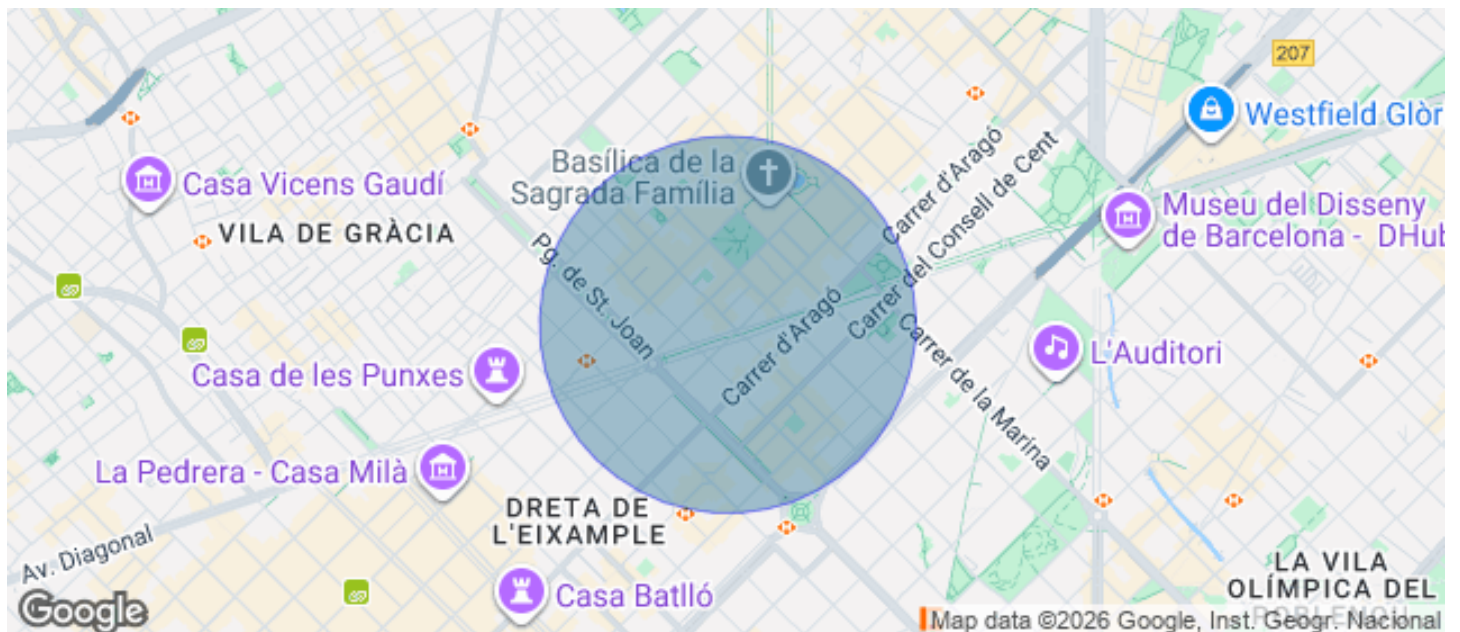 207
Westfield Glòr
Basílica de la
Sagrada Família
Carrer d'Aragó
Carrer del Consell de Cent
Casa Vicens Gaudí
Museu del Disseny
de Barcelona - DHub
VILA DE GRÀCIA
Pg. de St. Joan
Carrer d'Aragó
Carrer de la Marina
L'Auditori
Casa de les Punxes
La Pedrera - Casa Milà
DRETA DE
L'EIXAMPLE
Av. Diagonal
LA VILA
OLÍMPICA DEL
Casa Batlló
Google
Map data ©2026 Google, Inst. Geogr. Nacional